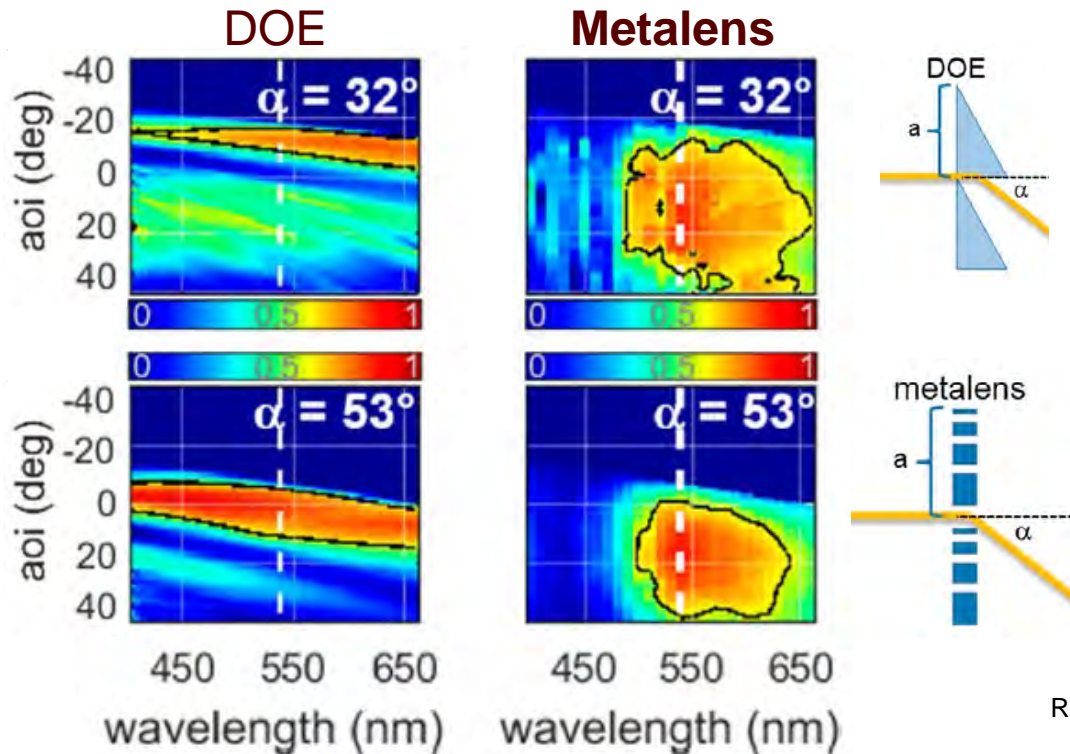 DOE
Metalens
aoi (deg)
-40
-20
0
20
40
α = 32°
α = 32°
DOE
a
α
0 0.5 1
0 0.5 1
0 0.5 1
0 0.5 1
aoi (deg)
-40
-20
0
20
40
α = 53°
α = 53°
metalens
a
α
450 550 650
450 550 650
wavelength (nm)
wavelength (nm)
R